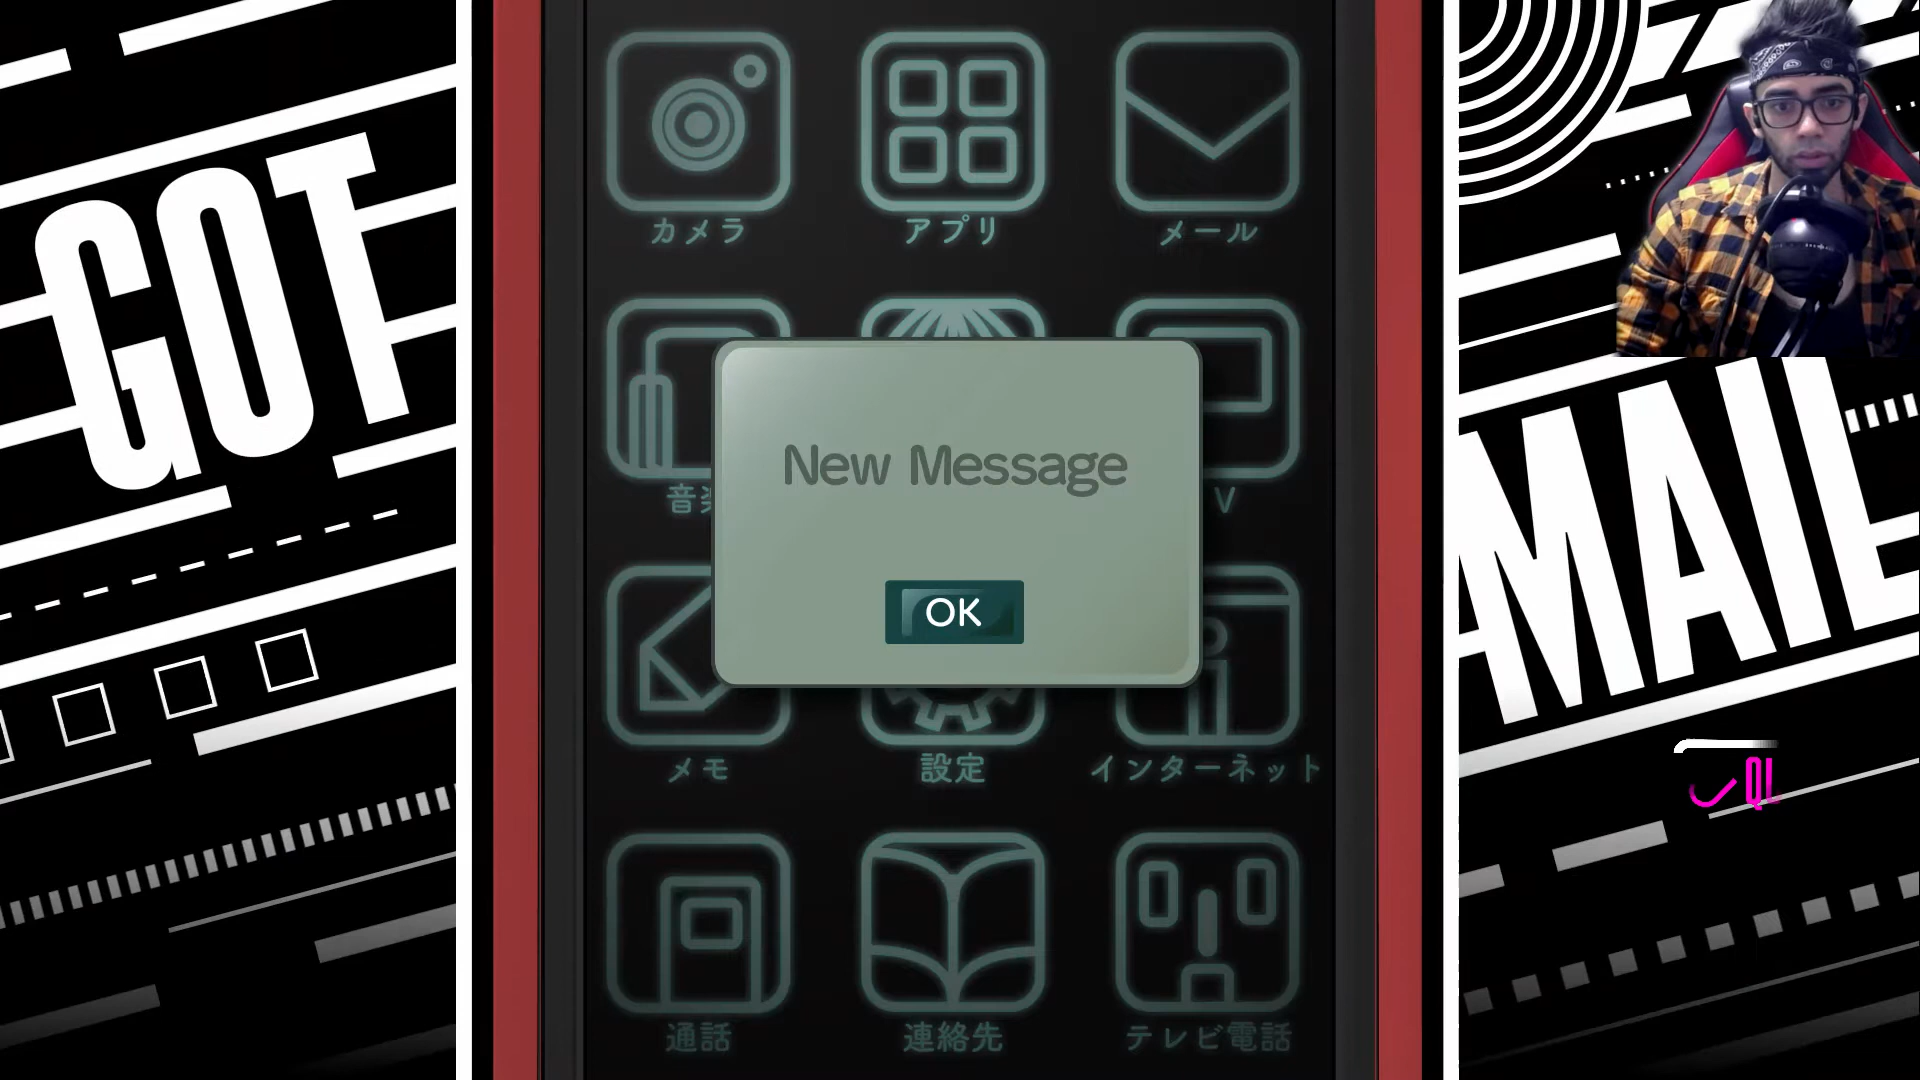 GOT
MAIL
カメラ
アプリ
メール
音
V
New Message
OK
メモ
設定
インターネット
通話
連絡先
テレビ電話